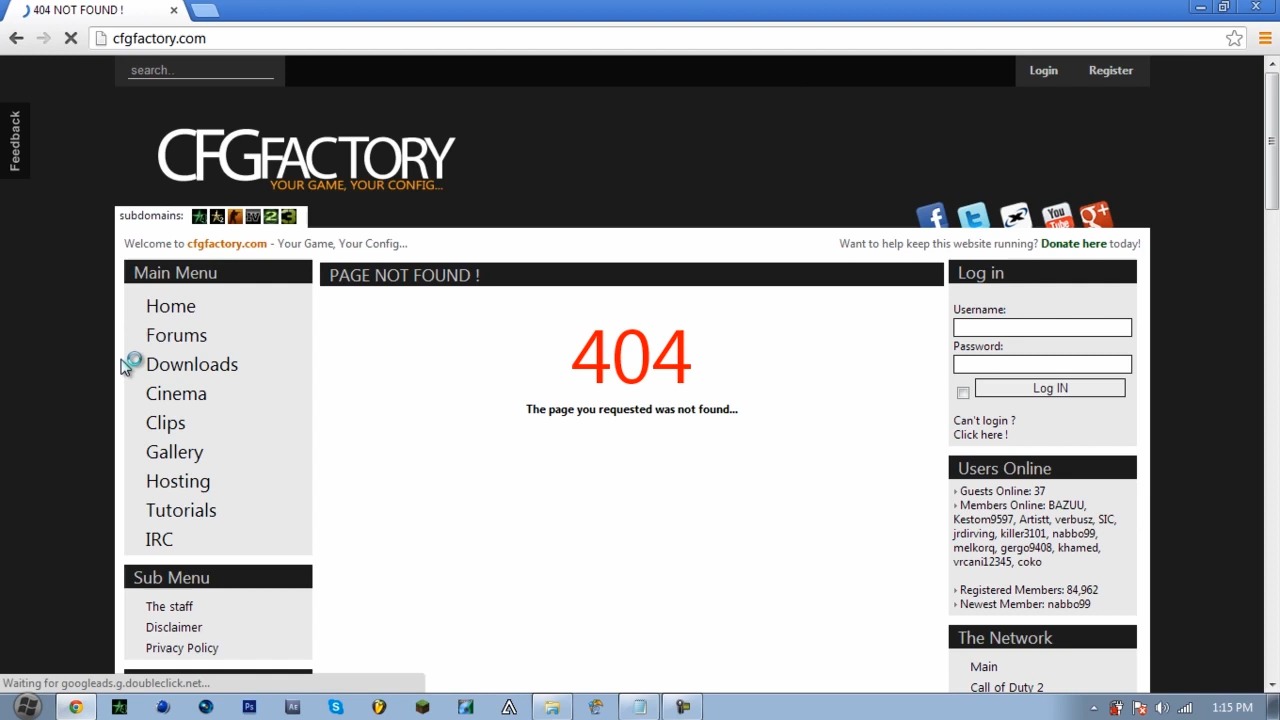 404 NOT FOUND !
cfgfactory.com
search..
Login
Register
Feedback
CFGFACTORY
YOUR GAME, YOUR CONFIG...
subdomains:
Welcome to cfgfactory.com - Your Game, Your Config...
Want to help keep this website running? Donate here today!
Main Menu
Home
Forums
Downloads
Cinema
Clips
Gallery
Hosting
Tutorials
IRC
Sub Menu
The staff
Disclaimer
Privacy Policy
PAGE NOT FOUND !
404
The page you requested was not found...
Log in
Username:
Password:
Log IN
Can't login ?
Click here !
Users Online
Guests Online: 37
Members Online: BAZUU,
Kestom9597, Artistt, verbusz, SIC,
jrdirving, killer3101, nabbo99,
melkorq, gergo9408, khamed,
vrcani12345, coko
Registered Members: 84,962
Newest Member: nabbo99
The Network
Main
Call of Duty 2
Waiting for googleads.g.doubleclick.net...
1:15 PM